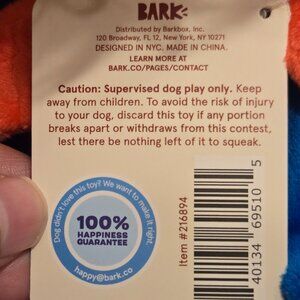 BARK
Distributed by Barkbox, Inc.
120 Broadway, FL 12, New York, NY 10271
DESIGNED IN NYC. MADE IN CHINA.
LEARN MORE AT
BARK.CO/PAGES/CONTACT
Caution: Supervised dog play only. Keep
away from children. To avoid the risk of injury
to your dog, discard this toy if any portion
breaks apart or withdraws from this contest,
lest there be nothing left of it to squeak.
Dog didn't love this toy? We want to make it right.
100%
HAPPINESS
GUARANTEE
happy@bark.co
Item #216894
40134 69510 5